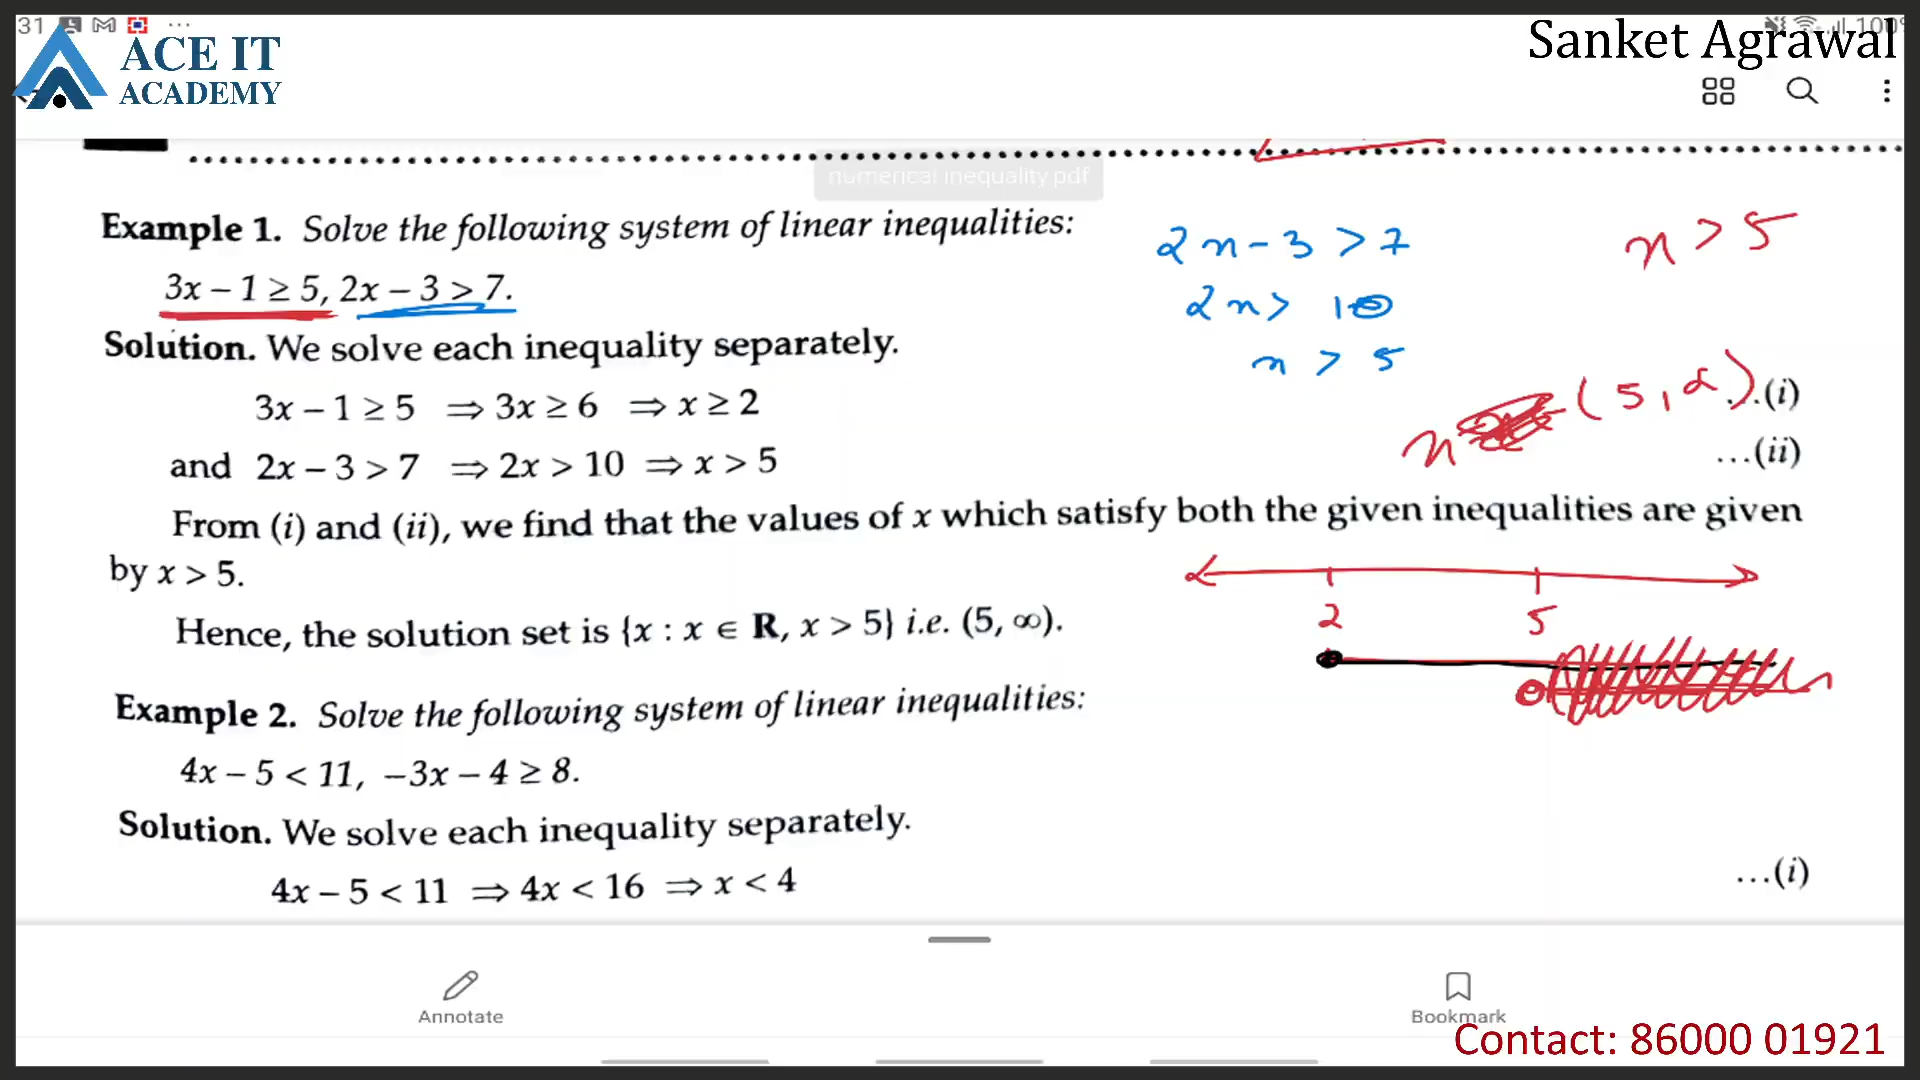 31
100%
ACE IT
ACADEMY
Sanket Agrawal
numerical inequality.pdf
Example 1. Solve the following system of linear inequalities:
3x – 1 ≥ 5, 2x – 3 > 7.
2x - 3 > 7
x > 5
2x > 10
x > 5
Solution. We solve each inequality separately.
3x – 1 ≥ 5 ⇒ 3x ≥ 6 ⇒ x ≥ 2 ...(i)
x (5, ∝)
and 2x – 3 > 7 ⇒ 2x > 10 ⇒ x > 5 ...(ii)
From (i) and (ii), we find that the values of x which satisfy both the given inequalities are given
by x > 5.
2 5
Hence, the solution set is {x : x ∈ R, x > 5} i.e. (5, ∞).
Example 2. Solve the following system of linear inequalities:
4x – 5 < 11, –3x – 4 ≥ 8.
Solution. We solve each inequality separately.
4x – 5 < 11 ⇒ 4x < 16 ⇒ x < 4 ...(i)
Annotate
Bookmark
Contact: 86000 01921